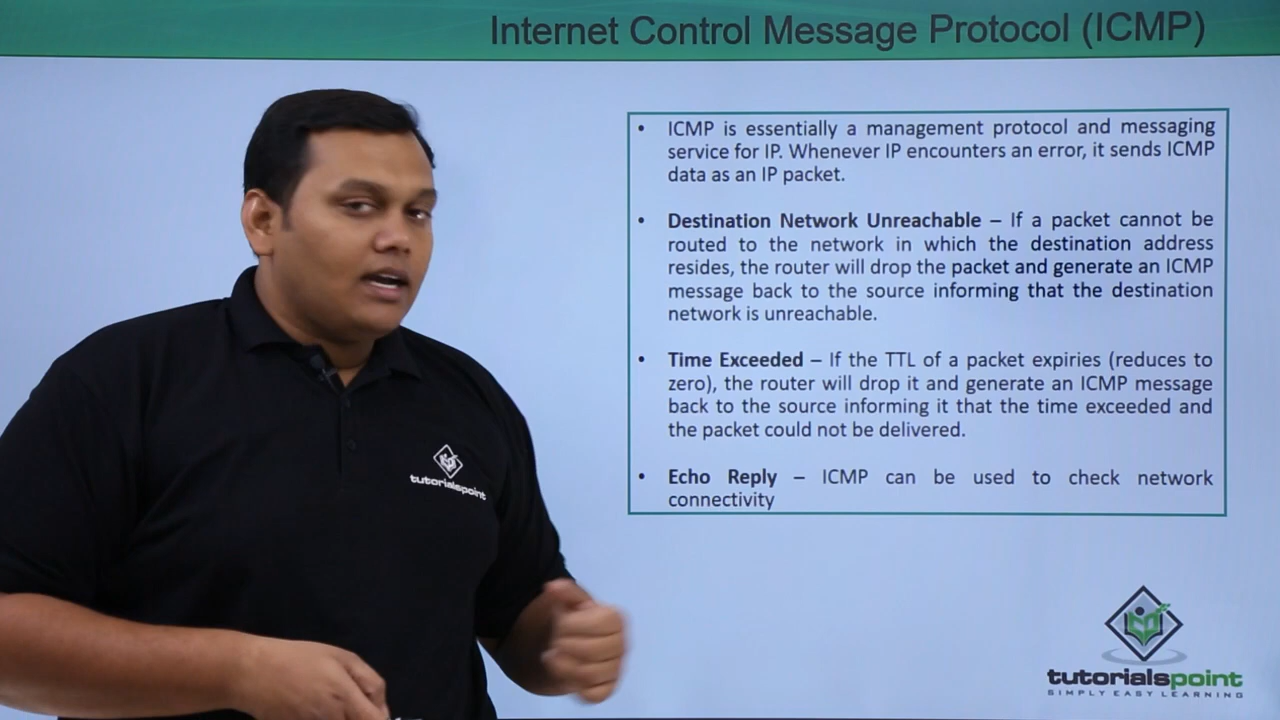 Internet Control Message Protocol (ICMP)
• ICMP is essentially a management protocol and messaging
service for IP. Whenever IP encounters an error, it sends ICMP
data as an IP packet.
• Destination Network Unreachable – If a packet cannot be
routed to the network in which the destination address
resides, the router will drop the packet and generate an ICMP
message back to the source informing that the destination
network is unreachable.
• Time Exceeded – If the TTL of a packet expiries (reduces to
zero), the router will drop it and generate an ICMP message
back to the source informing it that the time exceeded and
the packet could not be delivered.
• Echo Reply – ICMP can be used to check network
connectivity
tutorialspoint
tutorialspoint
SIMPLY EASY LEARNING